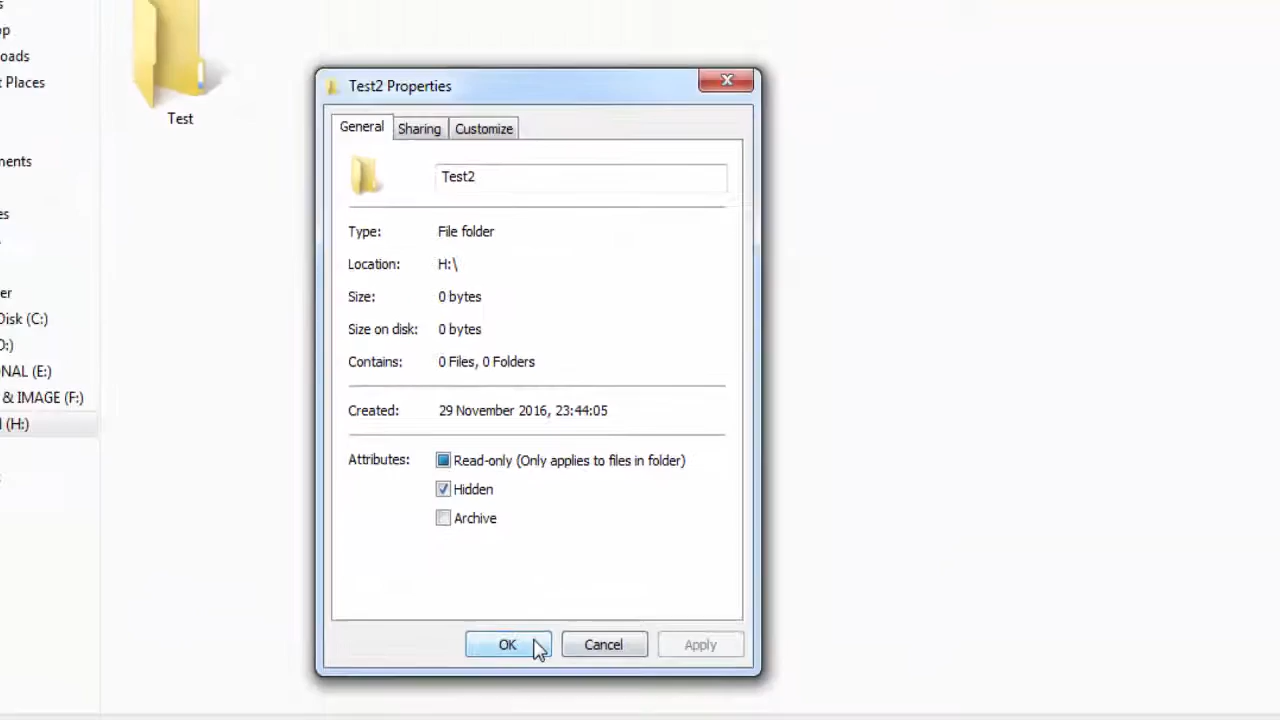 s
op
oads
t Places
Test
ments
es
er
Disk (C:)
O:)
NAL (E:)
& IMAGE (F:)
(H:)
Test2 Properties
General
Sharing
Customize
Test2
Type: File folder
Location: H:\
Size: 0 bytes
Size on disk: 0 bytes
Contains: 0 Files, 0 Folders
Created: 29 November 2016, 23:44:05
Attributes: Read-only (Only applies to files in folder)
Hidden
Archive
OK
Cancel
Apply